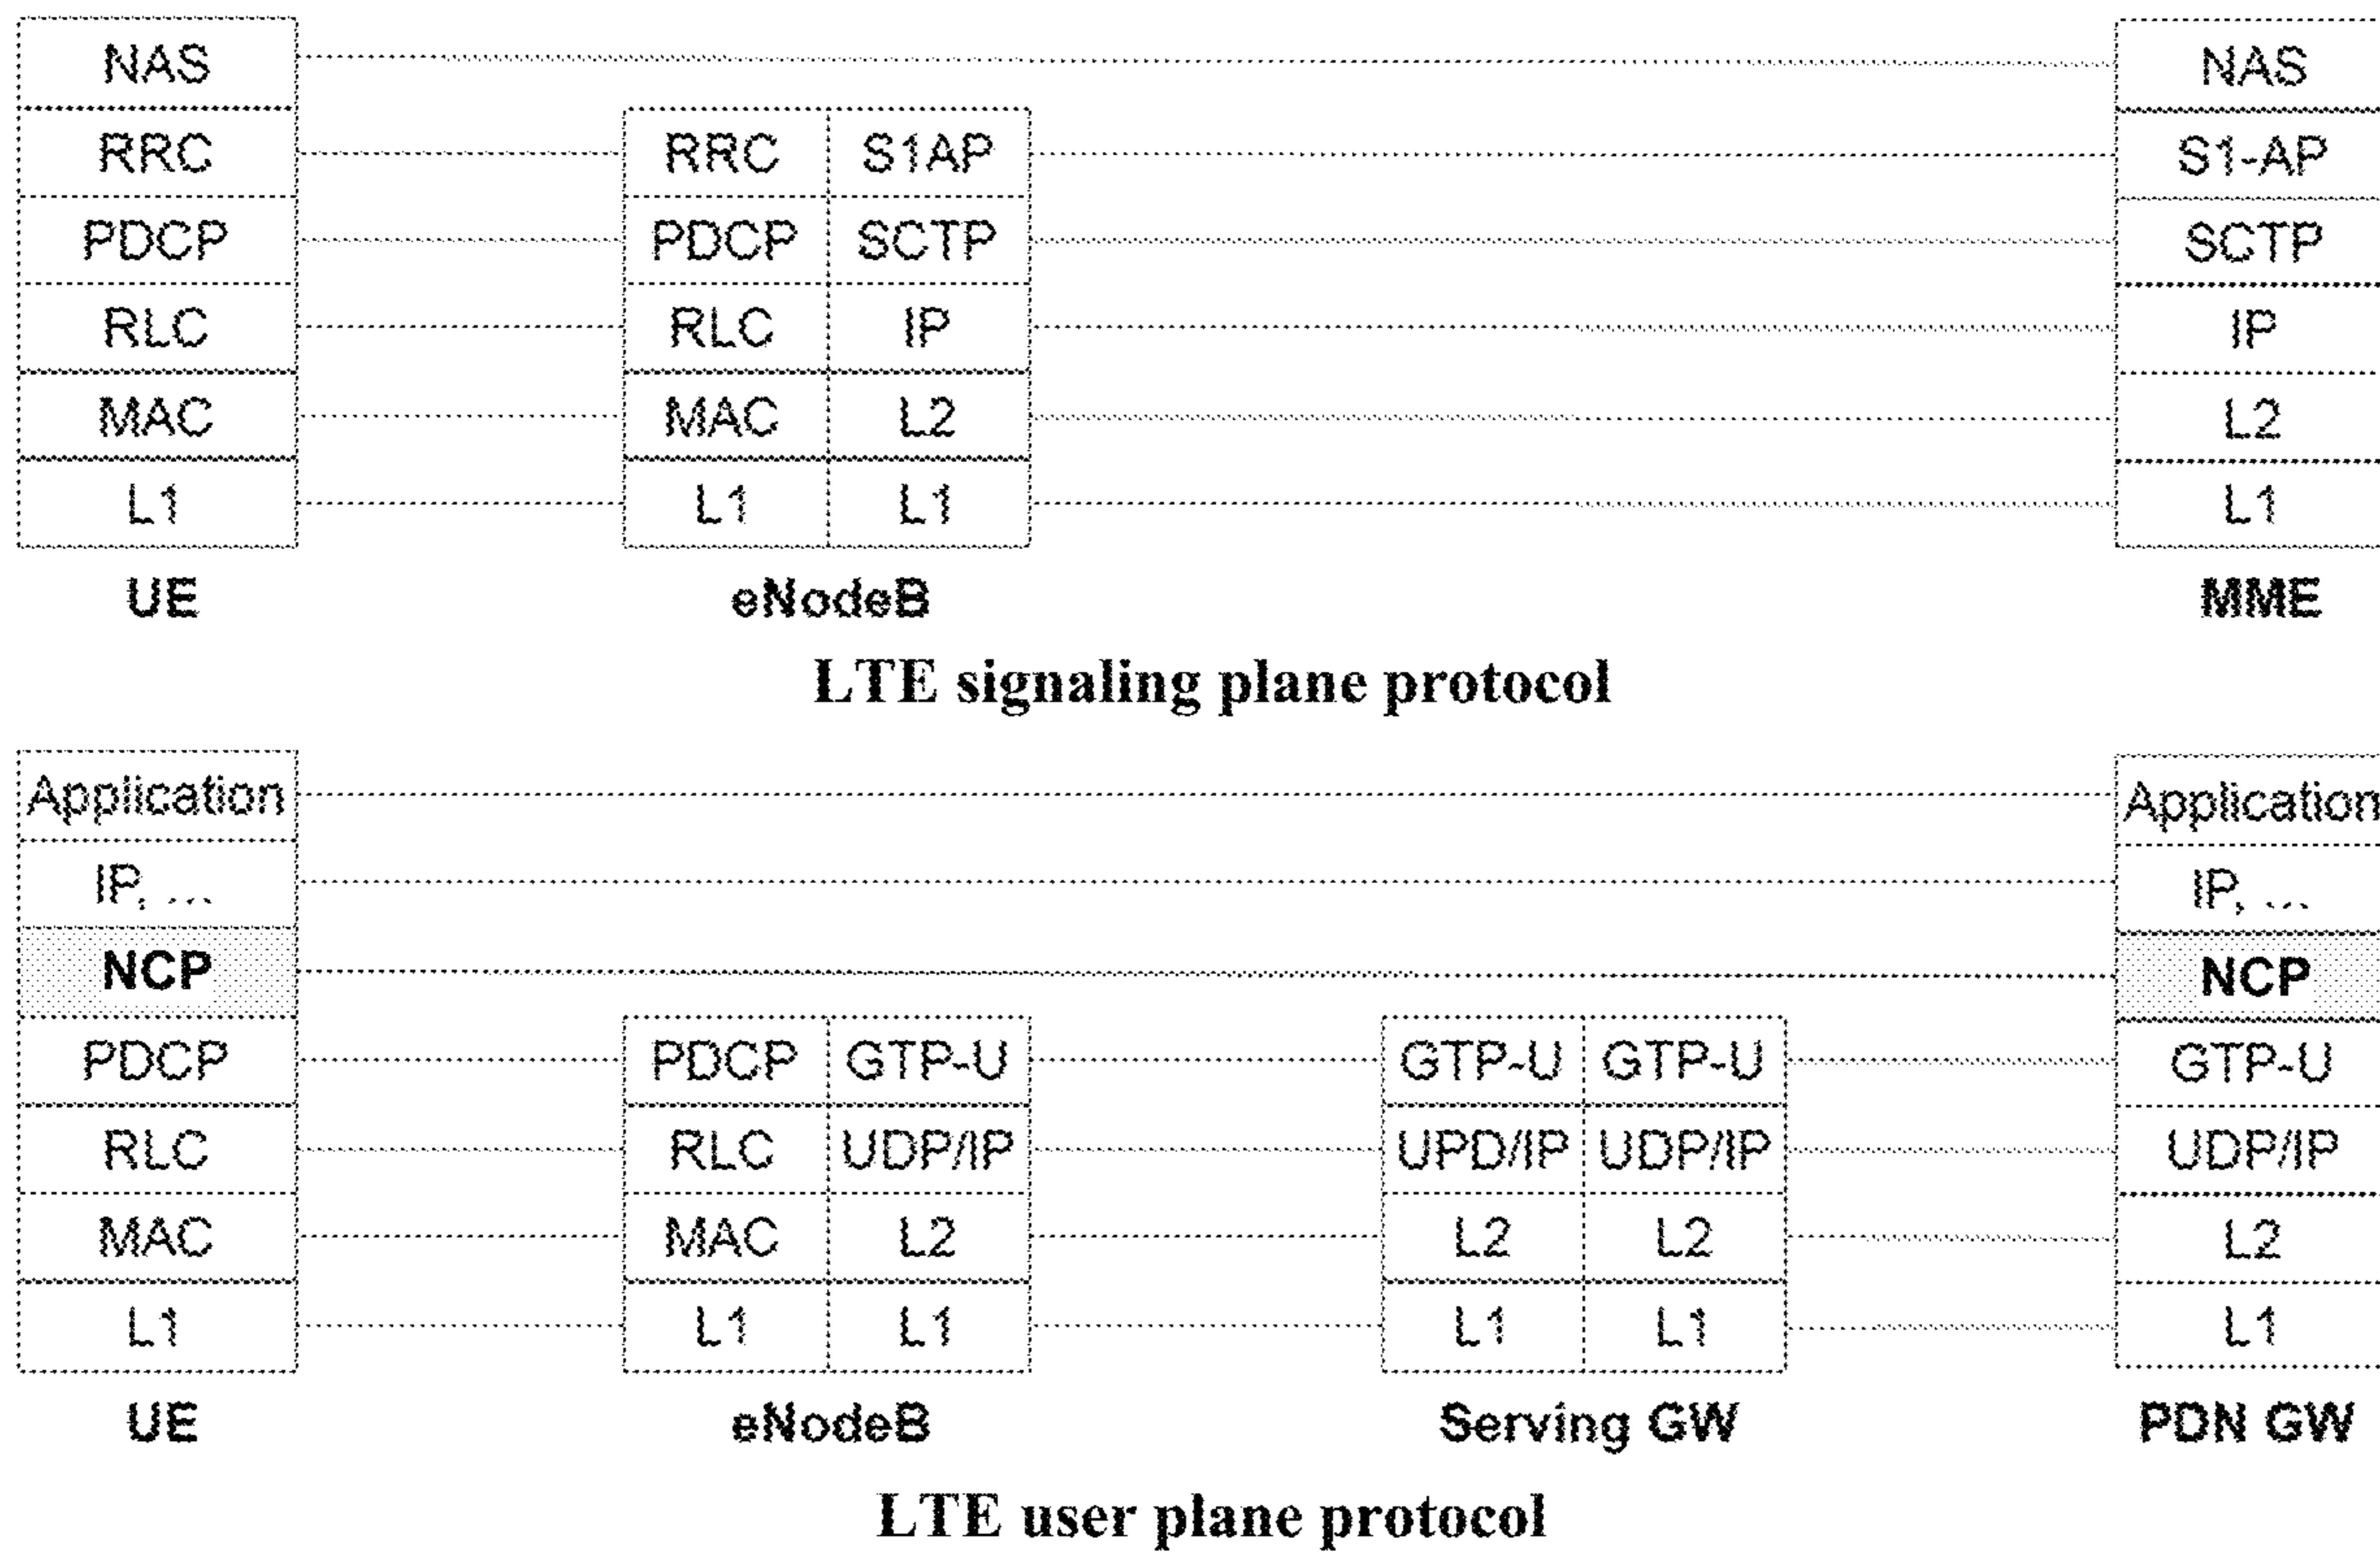 NAS NAS
RRC RRC S1AP S1-AP
PDCP PDCP SCTP SCTP
RLC RLC IP IP
MAC MAC L2 L2
L1 L1 L1 L1
UE eNodeB MME
LTE signaling plane protocol
Application Application
IP, ... IP, ...
NCP NCP
PDCP PDCP GTP-U GTP-U GTP-U GTP-U
RLC RLC UDP/IP UPD/IP UDP/IP UDP/IP
MAC MAC L2 L2 L2 L2
L1 L1 L1 L1 L1 L1
UE eNodeB Serving GW PDN GW
LTE user plane protocol